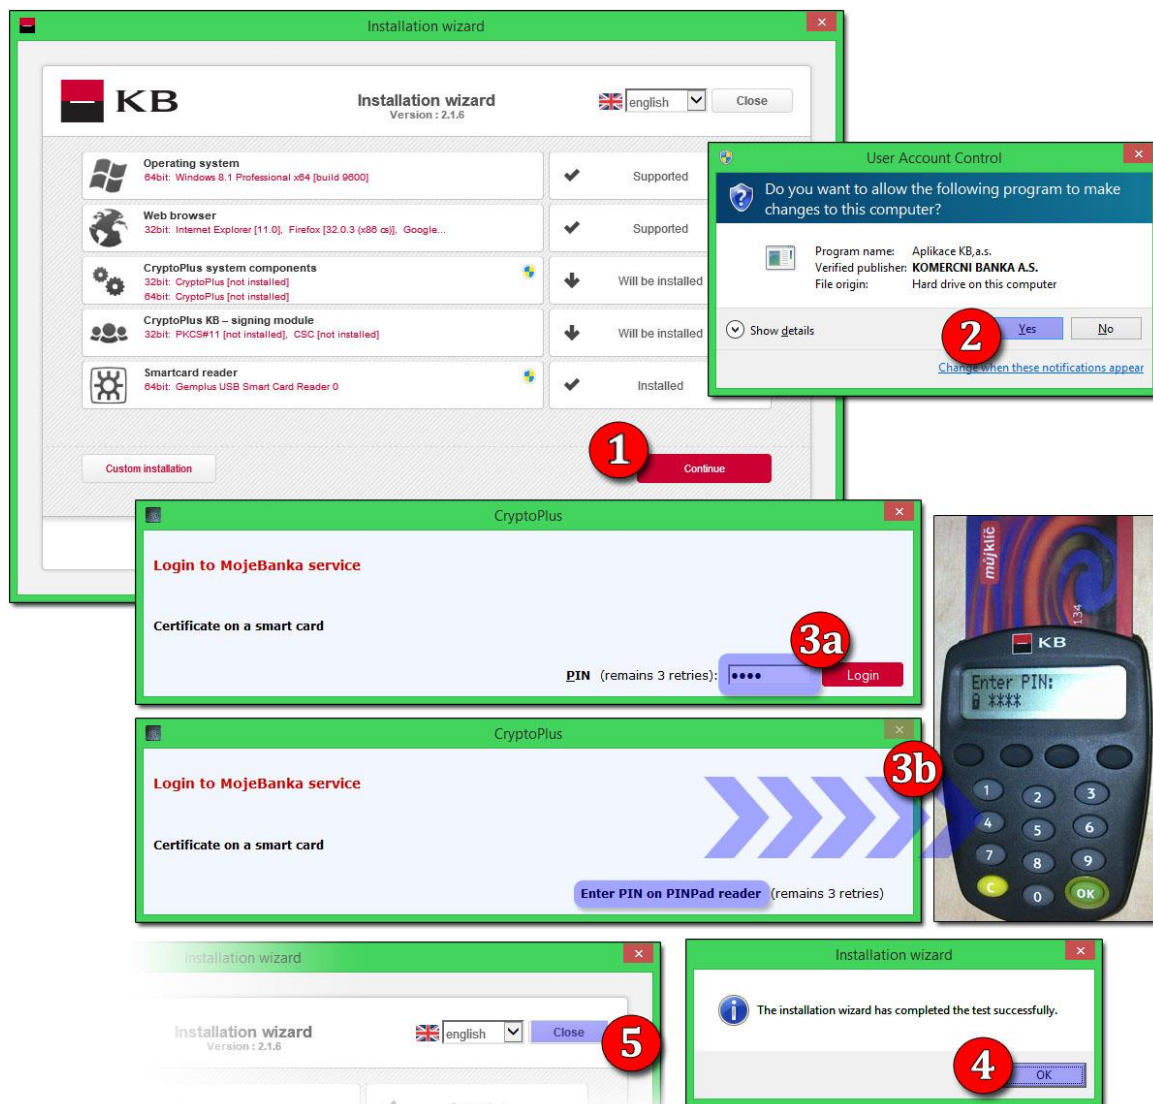 Installation wizard
KB
Installation wizard
Version : 2.1.6
english
Close
Operating system
64bit: Windows 8.1 Professional x64 [build 9600]
Supported
Web browser
32bit: Internet Explorer [11.0], Firefox [32.0.3 (x86 cs)], Google...
Supported
CryptoPlus system components
32bit: CryptoPlus [not installed]
64bit: CryptoPlus [not installed]
Will be installed
CryptoPlus KB – signing module
32bit: PKCS#11 [not installed], CSC [not installed]
Will be installed
Smartcard reader
64bit: Gemplus USB Smart Card Reader 0
Installed
Custom installation
1
Continue
User Account Control
Do you want to allow the following program to make
changes to this computer?
Program name: Aplikace KB,a.s.
Verified publisher: KOMERCNI BANKA A.S.
File origin: Hard drive on this computer
Show details
2
Yes
No
Change when these notifications appear
CryptoPlus
Login to MojeBanka service
Certificate on a smart card
3a
PIN (remains 3 retries): ••••
Login
CryptoPlus
3b
Login to MojeBanka service
Certificate on a smart card
Enter PIN on PINPad reader (remains 3 retries)
můjklíč
134
KB
Enter PIN:
****
1 2 3
4 5 6
7 8 9
C 0 OK
Installation wizard
Installation wizard
Version : 2.1.6
english
Close
5
Installation wizard
The installation wizard has completed the test successfully.
4
OK